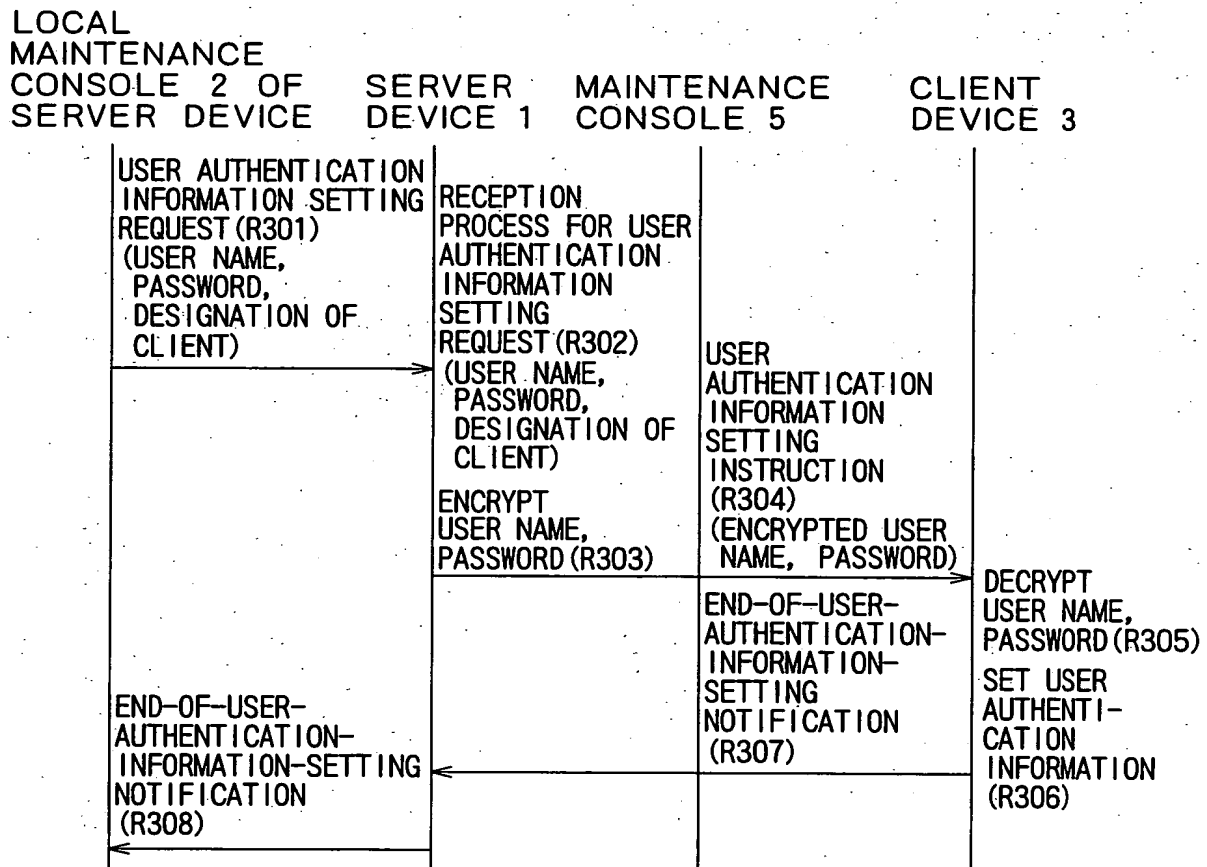 LOCAL
MAINTENANCE
CONSOLE 2 OF
SERVER DEVICE
SERVER
DEVICE 1
MAINTENANCE
CONSOLE 5
CLIENT
DEVICE 3
USER AUTHENTICATION
INFORMATION SETTING
REQUEST(R301)
(USER NAME,
PASSWORD,
DESIGNATION OF
CLIENT)
RECEPTION
PROCESS FOR USER
AUTHENTICATION
INFORMATION
SETTING
REQUEST(R302)
(USER NAME,
PASSWORD,
DESIGNATION OF
CLIENT)
ENCRYPT
USER NAME,
PASSWORD(R303)
USER
AUTHENTICATION
INFORMATION
SETTING
INSTRUCTION
(R304)
(ENCRYPTED USER
NAME, PASSWORD)
DECRYPT
USER NAME,
PASSWORD(R305)
SET USER
AUTHENTI-
CATION
INFORMATION
(R306)
END-OF-USER-
AUTHENTICATION-
INFORMATION-
SETTING
NOTIFICATION
(R307)
END-OF-USER-
AUTHENTICATION-
INFORMATION-SETTING
NOTIFICATION
(R308)